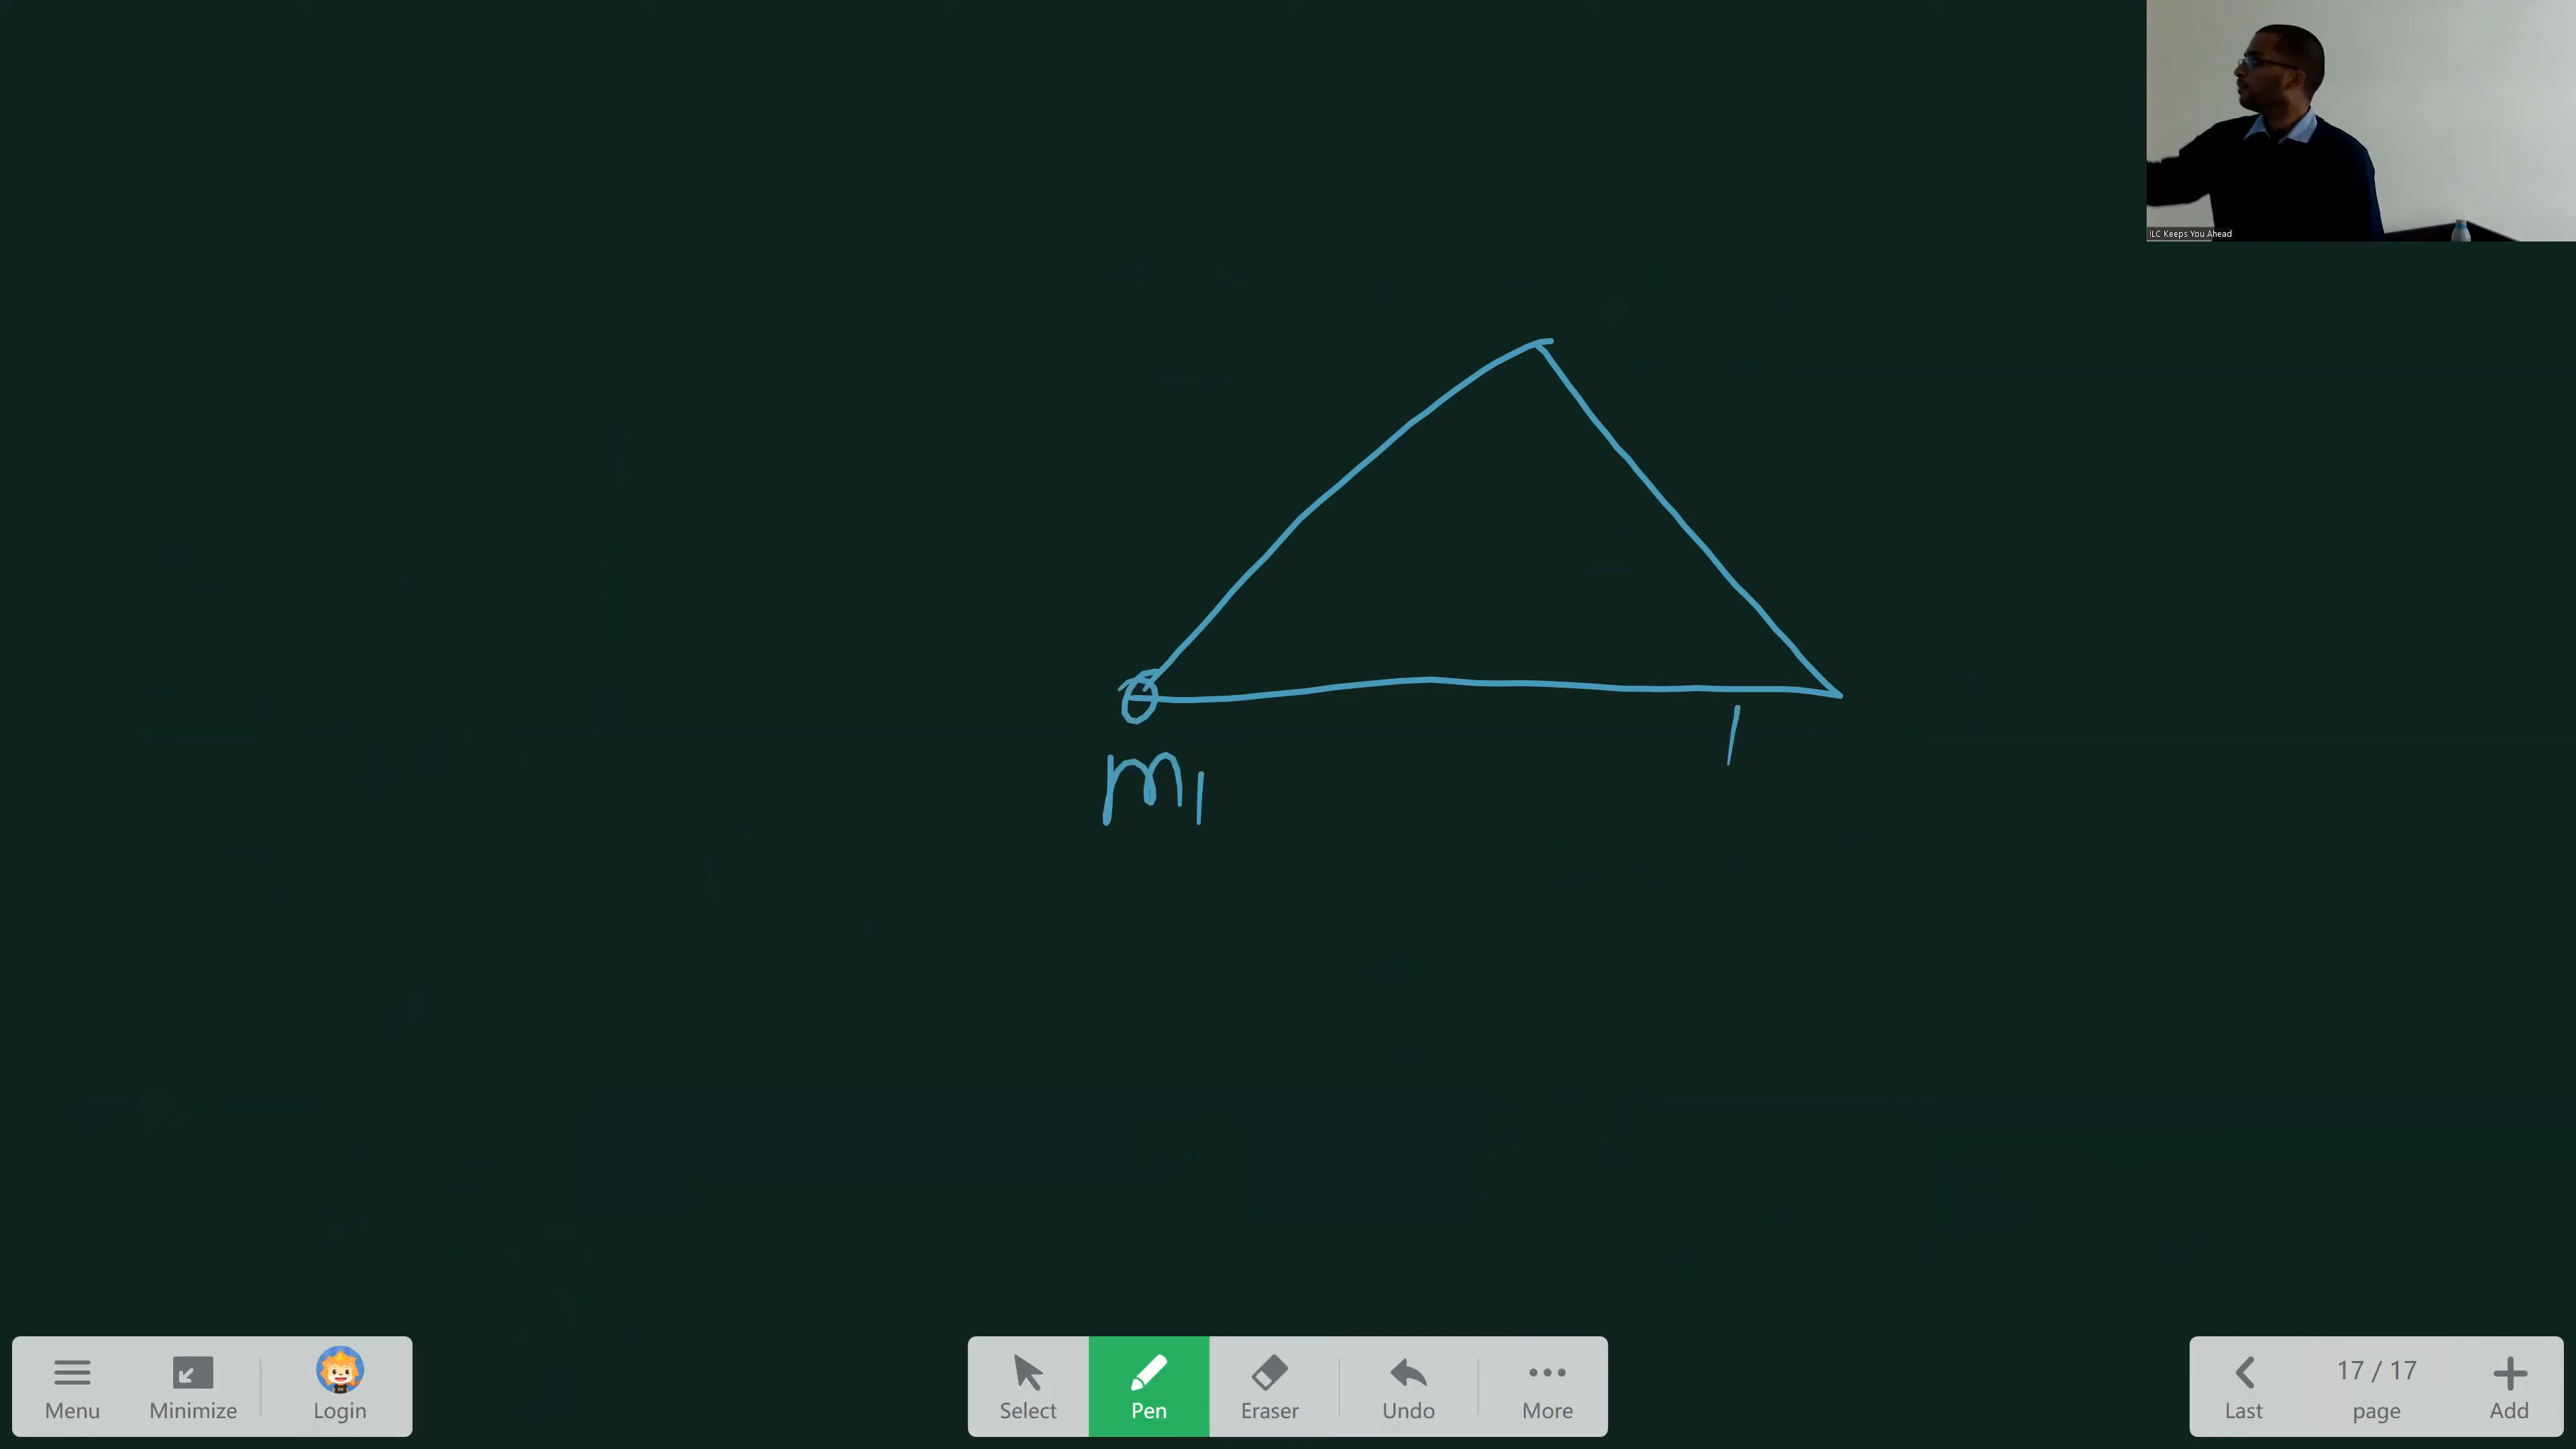 ILC Keeps You Ahead
m1
Menu
Minimize
Login
Select
Pen
Eraser
Undo
More
Last
17 / 17
page
Add